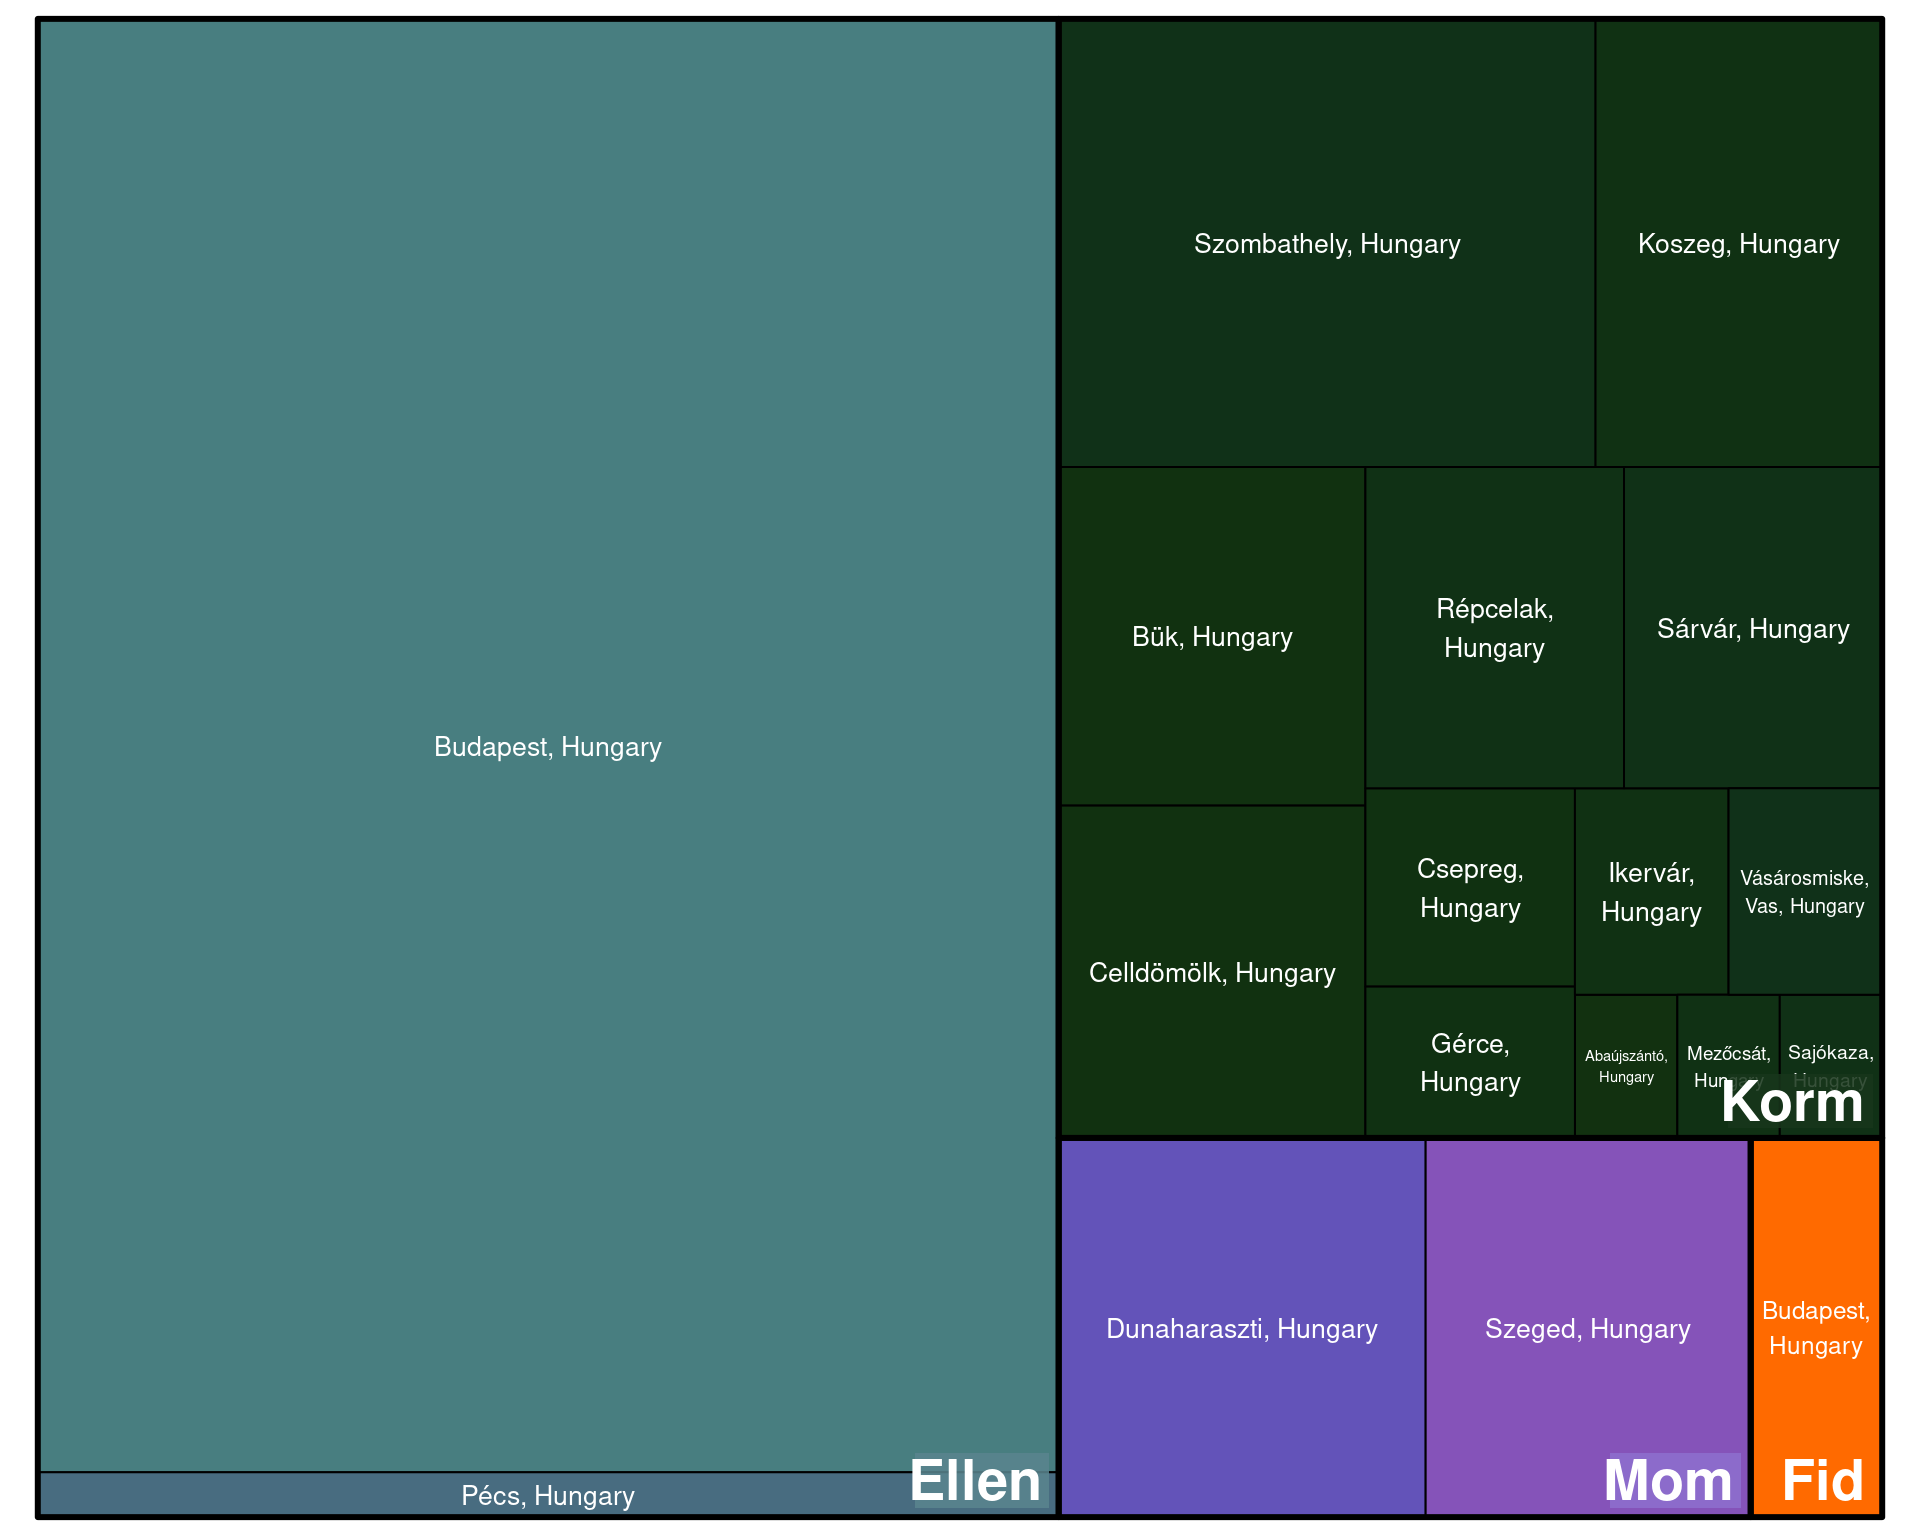 Szombathely, Hungary
Koszeg, Hungary
Bük, Hungary
Répcelak,
Hungary
Sárvár, Hungary
Budapest, Hungary
Csepreg,
Hungary
Ikervár,
Hungary
Vásárosmiske,
Vas, Hungary
Celldömölk, Hungary
Gérce,
Hungary
Abaújszántó,
Hungary
Mezőcsát,
Hungary
Sajókaza,
Hungary
Korm
Dunaharaszti, Hungary
Szeged, Hungary
Budapest,
Hungary
Pécs, Hungary
Ellen
Mom
Fid